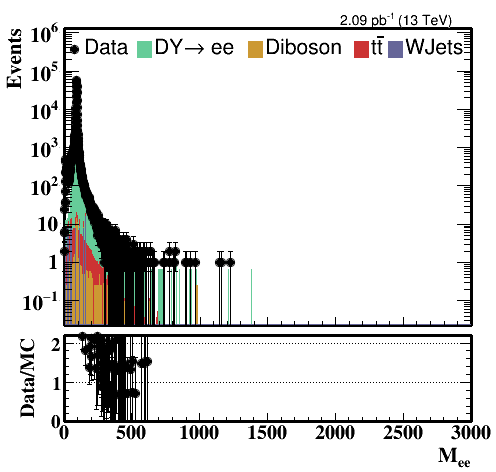 2.09 pb⁻¹ (13 TeV)
Events
Data DY→ ee Diboson tt̄ WJets
10⁶
10⁵
10⁴
10³
10²
10
1
10⁻¹
Data/MC
2
1
0
0 500 1000 1500 2000 2500 3000
Mₑₑ